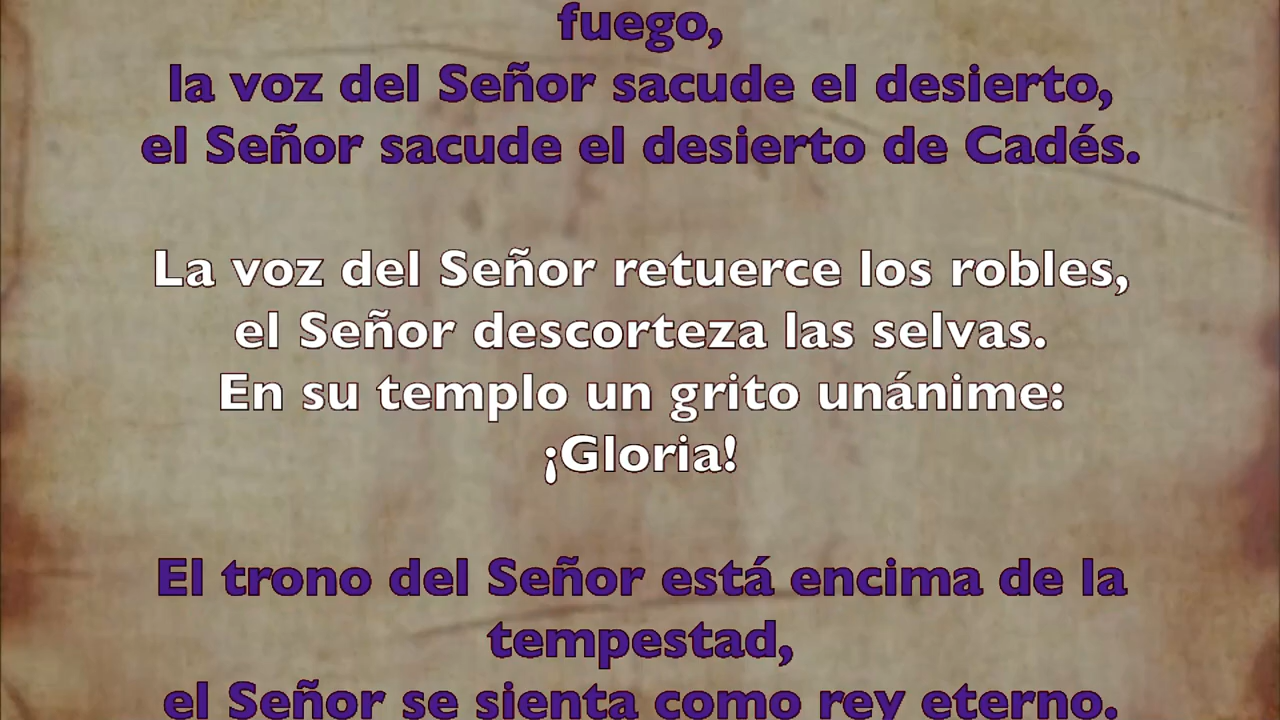 fuego,
la voz del Señor sacude el desierto,
el Señor sacude el desierto de Cadés.
La voz del Señor retuerce los robles,
el Señor descorteza las selvas.
En su templo un grito unánime:
¡Gloria!
El trono del Señor está encima de la
tempestad,
el Señor se sienta como rey eterno.